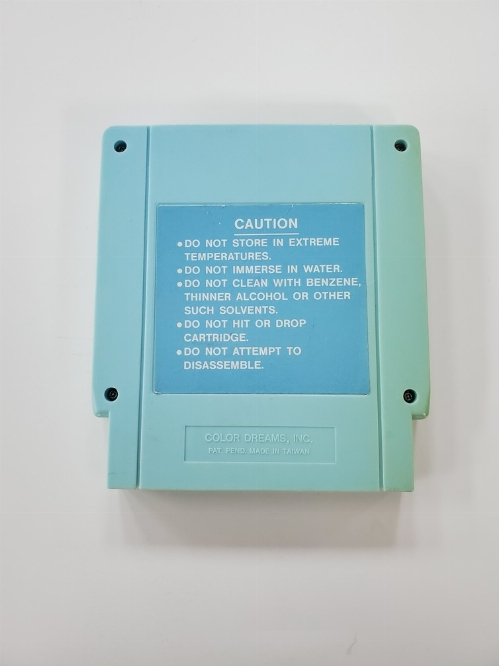 CAUTION
•DO NOT STORE IN EXTREME
TEMPERATURES.
•DO NOT IMMERSE IN WATER.
•DO NOT CLEAN WITH BENZENE,
THINNER ALCOHOL OR OTHER
SUCH SOLVENTS.
•DO NOT HIT OR DROP
CARTRIDGE.
•DO NOT ATTEMPT TO
DISASSEMBLE.
COLOR DREAMS, INC.
PAT. PEND. MADE IN TAIWAN